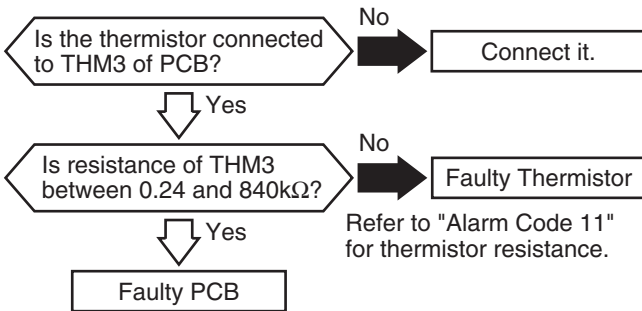 No
Is the thermistor connected
to THM3 of PCB?
Connect it.
Yes
No
Is resistance of THM3
between 0.24 and 840kΩ?
Faulty Thermistor
Yes
Refer to "Alarm Code 11"
for thermistor resistance.
Faulty PCB